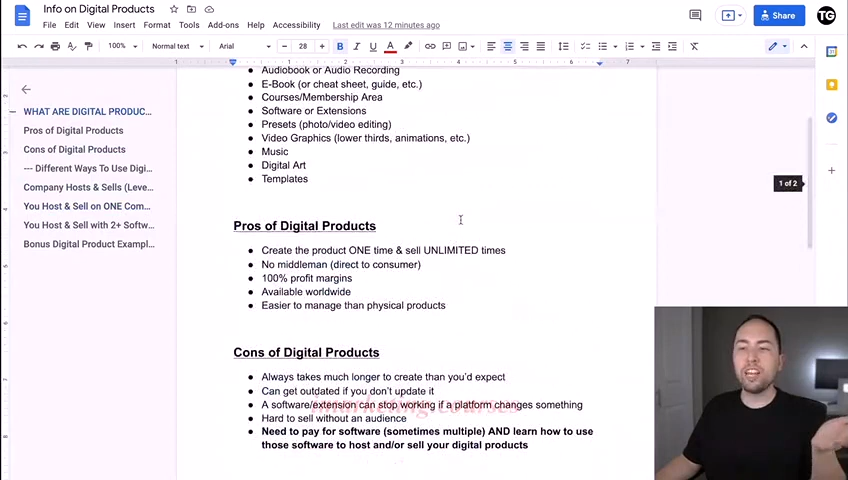 Info on Digital Products
File Edit View Insert Format Tools Add-ons Help Accessibility Last edit was 12 minutes ago
Share
TG
100% Normal text Arial 28 B I U A
1 2 3 4 5 6 7
WHAT ARE DIGITAL PRODUC...
Pros of Digital Products
Cons of Digital Products
--- Different Ways To Use Digi...
Company Hosts & Sells (Leve...
You Host & Sell on ONE Com...
You Host & Sell with 2+ Softw...
Bonus Digital Product Exampl...
Audiobook or Audio Recording
● E-Book (or cheat sheet, guide, etc.)
● Courses/Membership Area
● Software or Extensions
● Presets (photo/video editing)
● Video Graphics (lower thirds, animations, etc.)
● Music
● Digital Art
● Templates
1 of 2
Pros of Digital Products
● Create the product ONE time & sell UNLIMITED times
● No middleman (direct to consumer)
● 100% profit margins
● Available worldwide
● Easier to manage than physical products
Cons of Digital Products
● Always takes much longer to create than you'd expect
● Can get outdated if you don't update it
● A software/extension can stop working if a platform changes something
● Hard to sell without an audience
● Need to pay for software (sometimes multiple) AND learn how to use
those software to host and/or sell your digital products